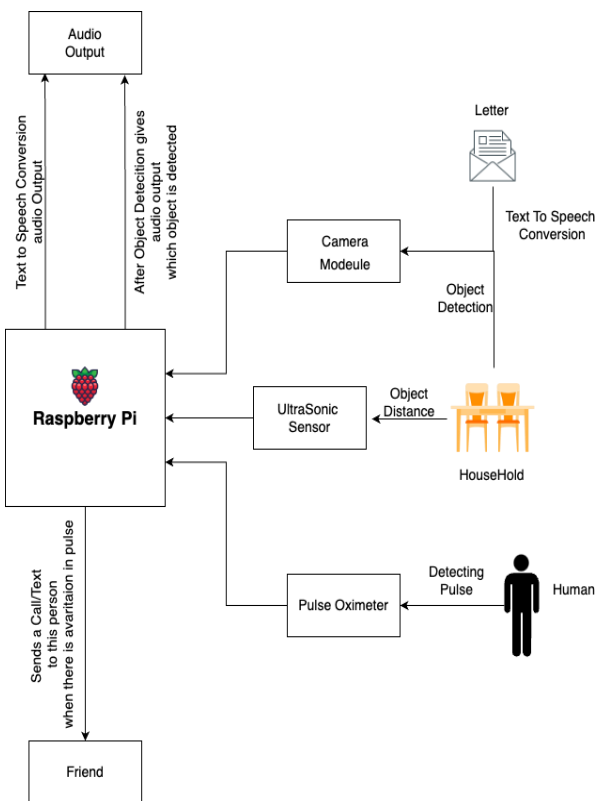 Audio
Output
Text to Speech Conversion
audio Output
After Object Detecition gives
audio output
which object is detected
Letter
Text To Speech
Conversion
Camera
Modeule
Object
Detection
Raspberry Pi
UltraSonic
Sensor
Object
Distance
HouseHold
Sends a Call/Text
to this person
when there is avaritaion in pulse
Pulse Oximeter
Detecting
Pulse
Human
Friend